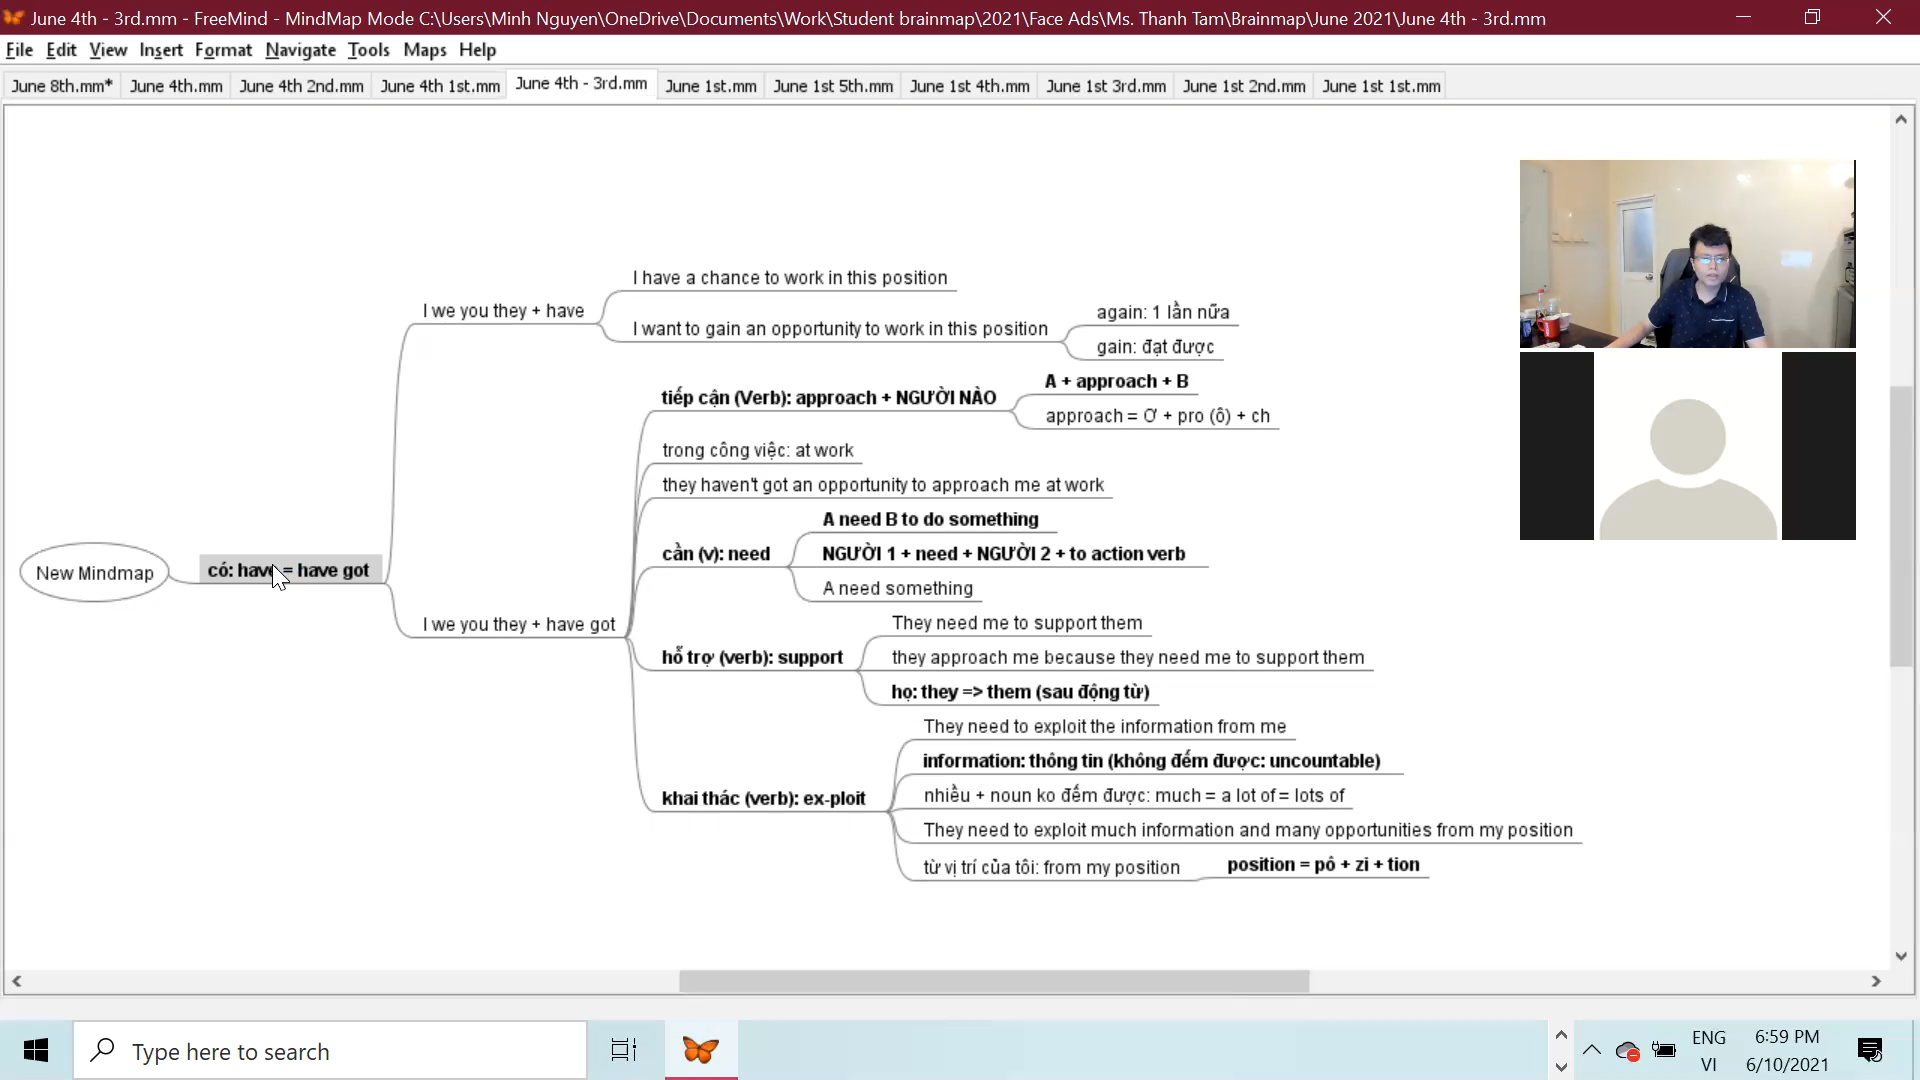 June 4th - 3rd.mm - FreeMind - MindMap Mode C:\Users\Minh Nguyen\OneDrive\Documents\Work\Student brainmap\2021\Face Ads\Ms. Thanh Tam\Brainmap\June 2021\June 4th - 3rd.mm
File Edit View Insert Format Navigate Tools Maps Help
June 8th.mm* June 4th.mm June 4th 2nd.mm June 4th 1st.mm June 4th - 3rd.mm June 1st.mm June 1st 5th.mm June 1st 4th.mm June 1st 3rd.mm June 1st 2nd.mm June 1st 1st.mm
New Mindmap
có: have = have got
I we you they + have
I have a chance to work in this position
I want to gain an opportunity to work in this position
again: 1 lần nữa
gain: đạt được
I we you they + have got
tiếp cận (Verb): approach + NGƯỜI NÀO
A + approach + B
approach = Ơ + pro (ô) + ch
trong công việc: at work
they haven't got an opportunity to approach me at work
cần (v): need
A need B to do something
NGƯỜI 1 + need + NGƯỜI 2 + to action verb
A need something
hỗ trợ (verb): support
They need me to support them
they approach me because they need me to support them
họ: they => them (sau động từ)
khai thác (verb): ex-ploit
They need to exploit the information from me
information: thông tin (không đếm được: uncountable)
nhiều + noun ko đếm được: much = a lot of = lots of
They need to exploit much information and many opportunities from my position
từ vị trí của tôi: from my position
position = pô + zi + tion
Type here to search
ENG
VI
6:59 PM
6/10/2021